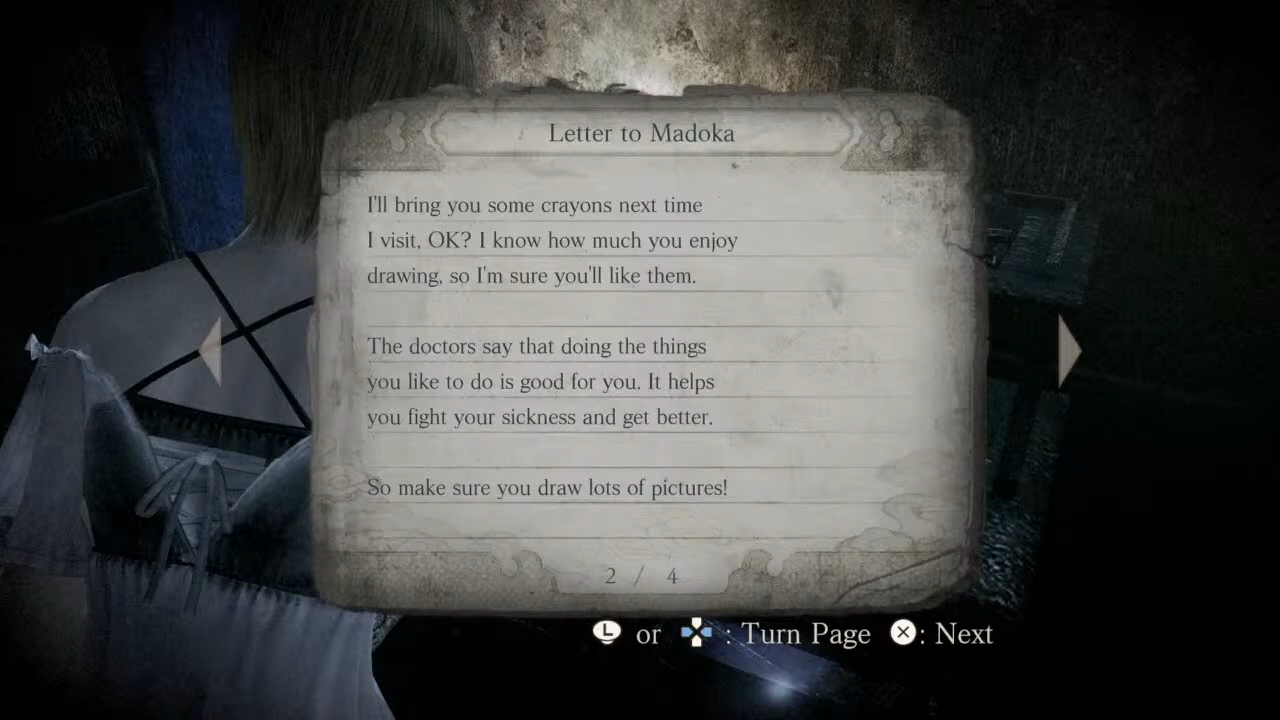 Letter to Madoka
I'll bring you some crayons next time
I visit, OK? I know how much you enjoy
drawing, so I'm sure you'll like them.
The doctors say that doing the things
you like to do is good for you. It helps
you fight your sickness and get better.
So make sure you draw lots of pictures!
2 / 4
L or : Turn Page X: Next